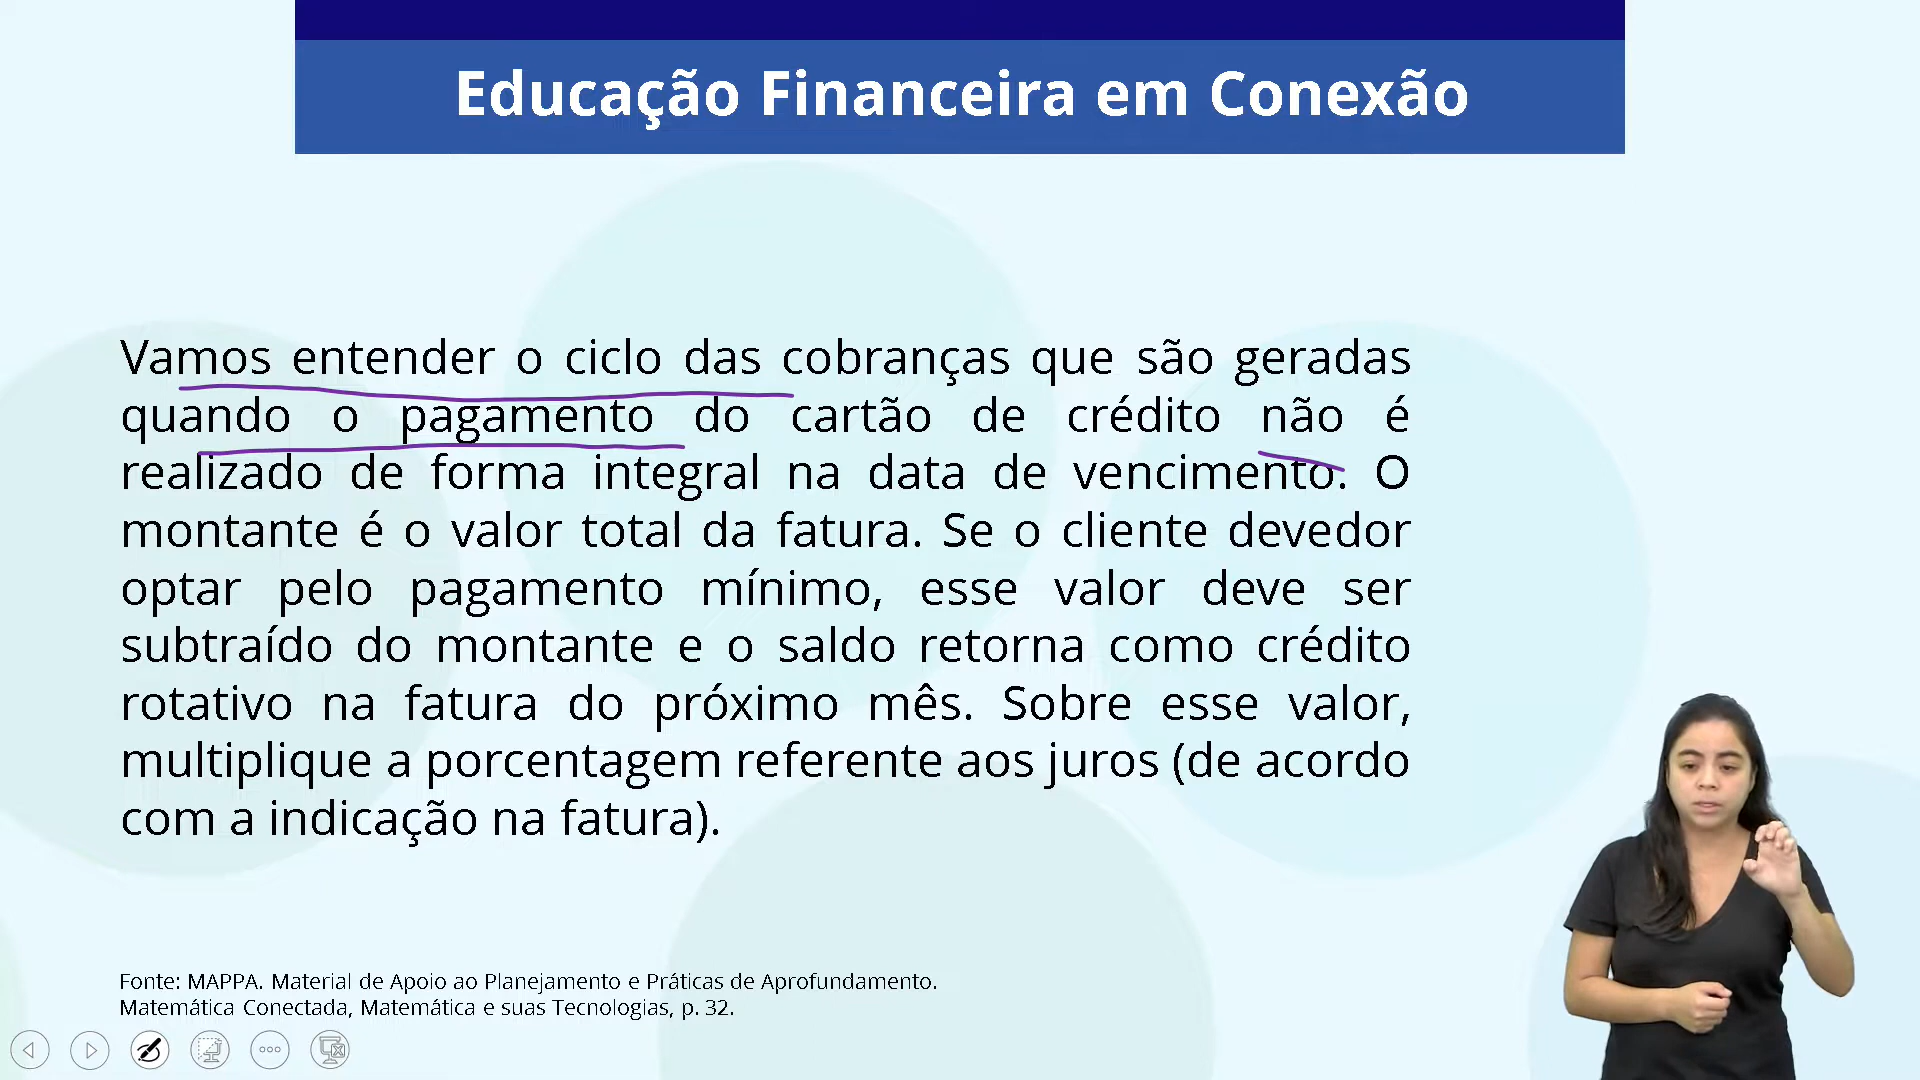 Educação Financeira em Conexão
Vamos entender o ciclo das cobranças que são geradas
quando o pagamento do cartão de crédito não é
realizado de forma integral na data de vencimento. O
montante é o valor total da fatura. Se o cliente devedor
optar pelo pagamento mínimo, esse valor deve ser
subtraído do montante e o saldo retorna como crédito
rotativo na fatura do próximo mês. Sobre esse valor,
multiplique a porcentagem referente aos juros (de acordo
com a indicação na fatura).
Fonte: MAPPA. Material de Apoio ao Planejamento e Práticas de Aprofundamento.
Matemática Conectada, Matemática e suas Tecnologias, p. 32.